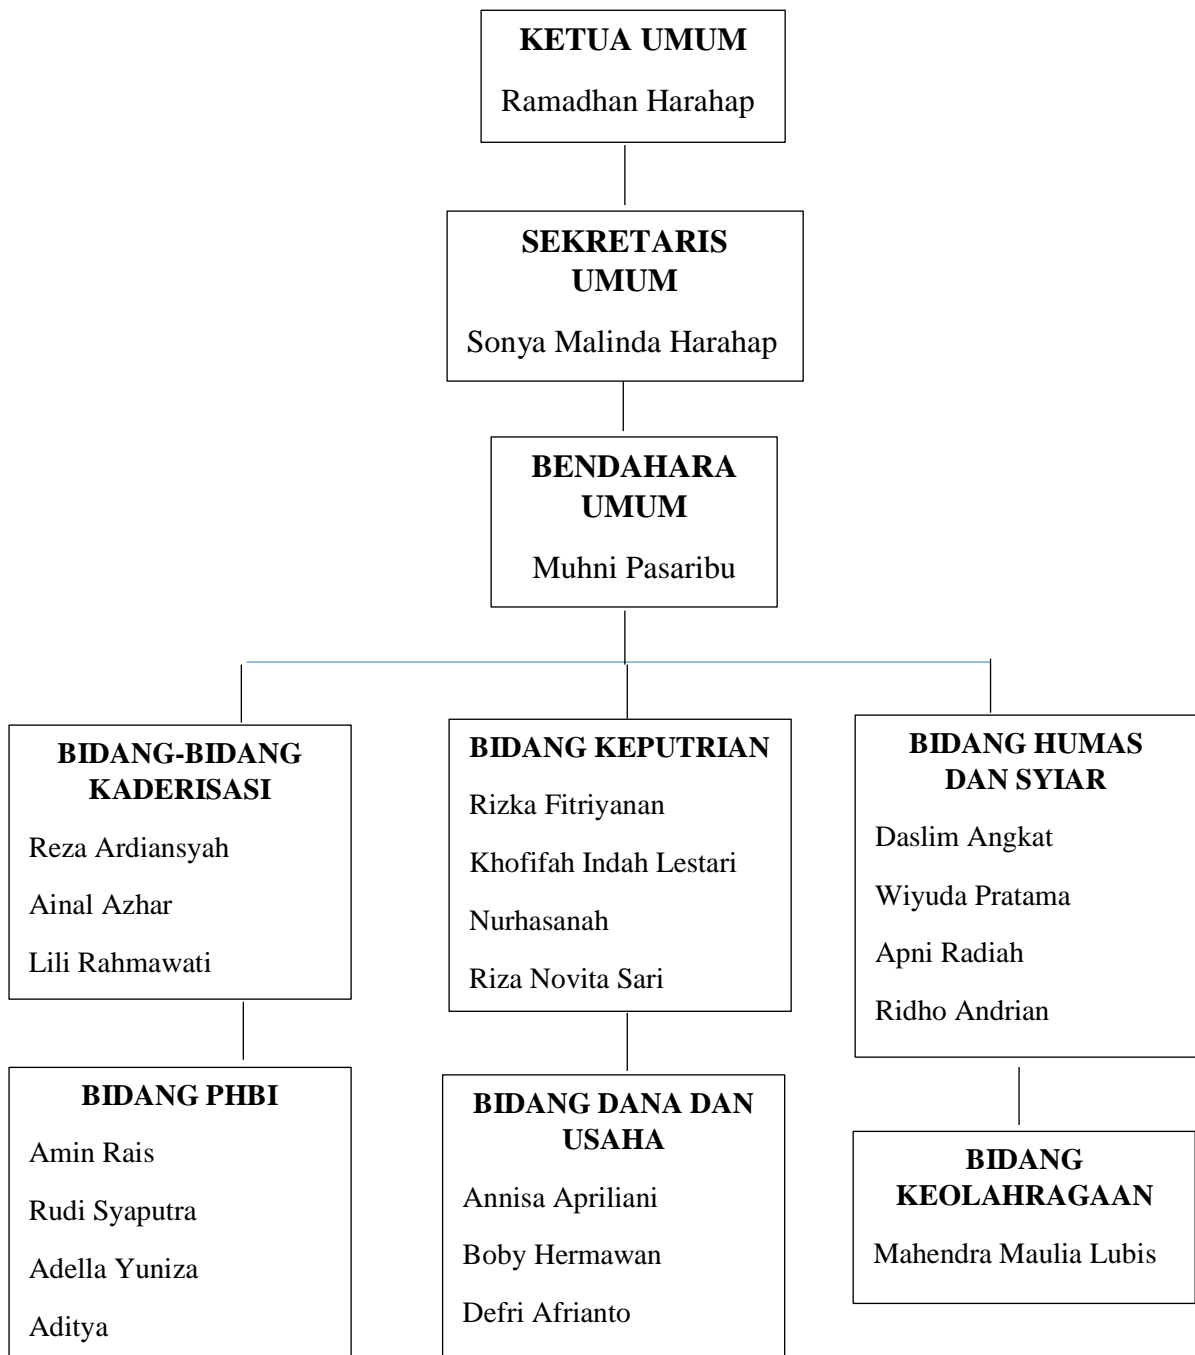 KETUA UMUM
Ramadhan Harahap
SEKRETARIS
UMUM
Sonya Malinda Harahap
BENDAHARA
UMUM
Muhni Pasaribu
BIDANG-BIDANG
KADERISASI
Reza Ardiansyah
Ainal Azhar
Lili Rahmawati
BIDANG KEPUTRIAN
Rizka Fitriyanan
Khofifah Indah Lestari
Nurhasanah
Riza Novita Sari
BIDANG HUMAS
DAN SYIAR
Daslim Angkat
Wiyuda Pratama
Apni Radiah
Ridho Andrian
BIDANG PHBI
Amin Rais
Rudi Syaputra
Adella Yuniza
Aditya
BIDANG DANA DAN
USAHA
Annisa Apriliani
Boby Hermawan
Defri Afrianto
BIDANG
KEOLAHRAGAAN
Mahendra Maulia Lubis